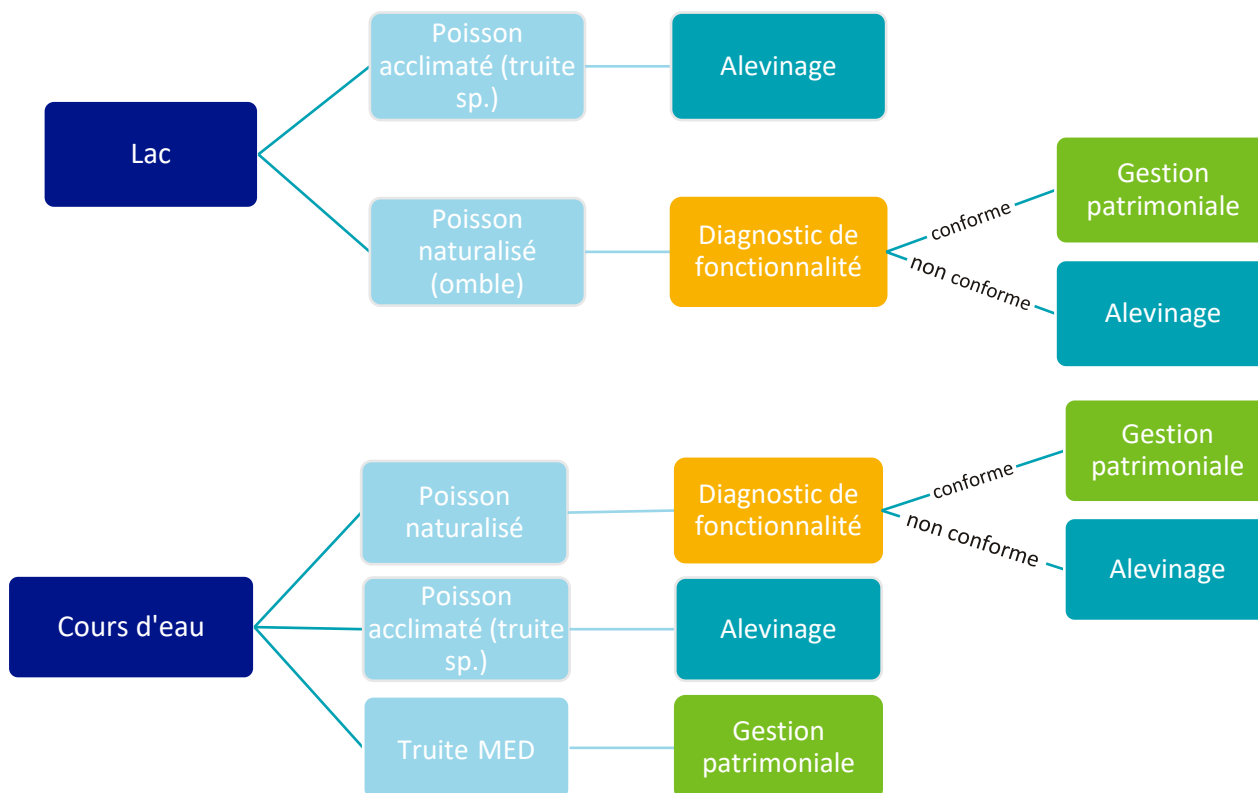 Poisson
acclimaté (truite
sp.)
Alevinage
Lac
Poisson
naturalisé
(omble)
Diagnostic de
fonctionnalité
conforme
non conforme
Gestion
patrimoniale
Alevinage
Cours d'eau
Poisson
naturalisé
Diagnostic de
fonctionnalité
conforme
non conforme
Gestion
patrimoniale
Alevinage
Poisson
acclimaté (truite
sp.)
Alevinage
Truite MED
Gestion
patrimoniale